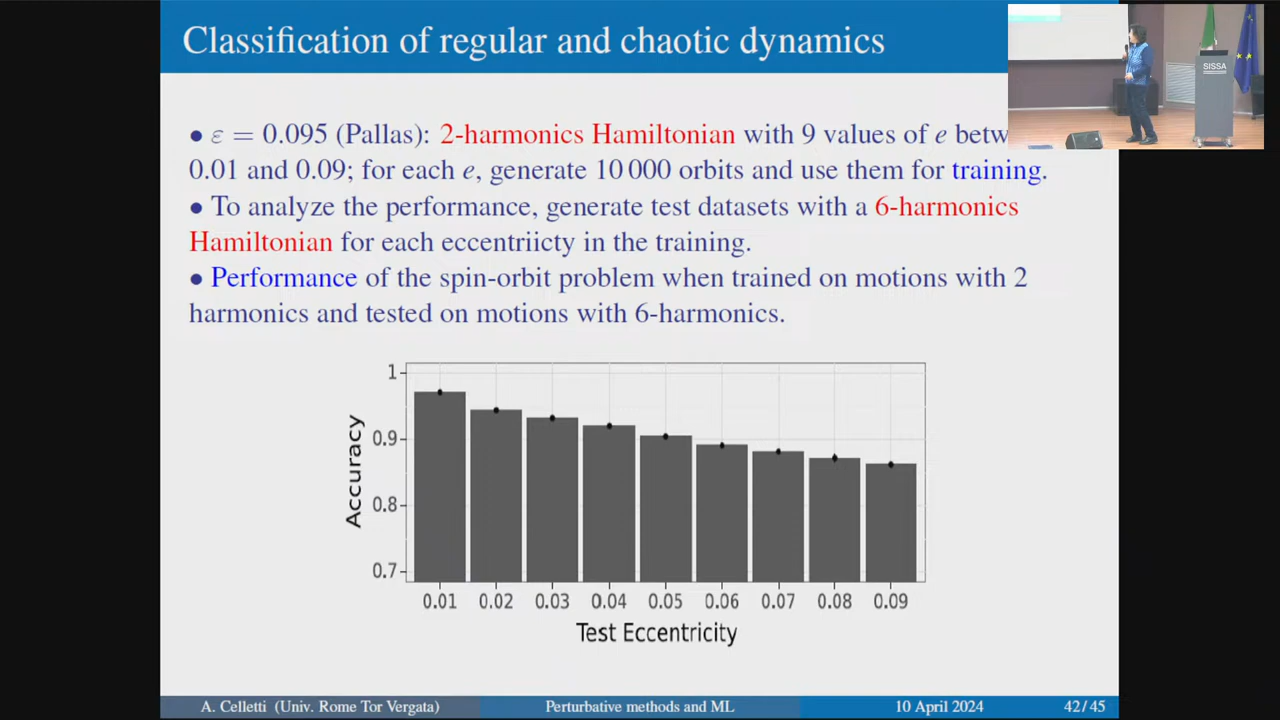 Classification of regular and chaotic dynamics
SISSA
• ε = 0.095 (Pallas): 2-harmonics Hamiltonian with 9 values of e
0.01 and 0.09; for each e, generate 10 000 orbits and use them for training.
• To analyze the performance, generate test datasets with a 6-harmonics
Hamiltonian for each eccentriicty in the training.
• Performance of the spin-orbit problem when trained on motions with 2
harmonics and tested on motions with 6-harmonics.
Accuracy
1
0.9
0.8
0.7
0.01 0.02 0.03 0.04 0.05 0.06 0.07 0.08 0.09
Test Eccentricity
A. Celletti (Univ. Rome Tor Vergata) Perturbative methods and ML 10 April 2024 42/45